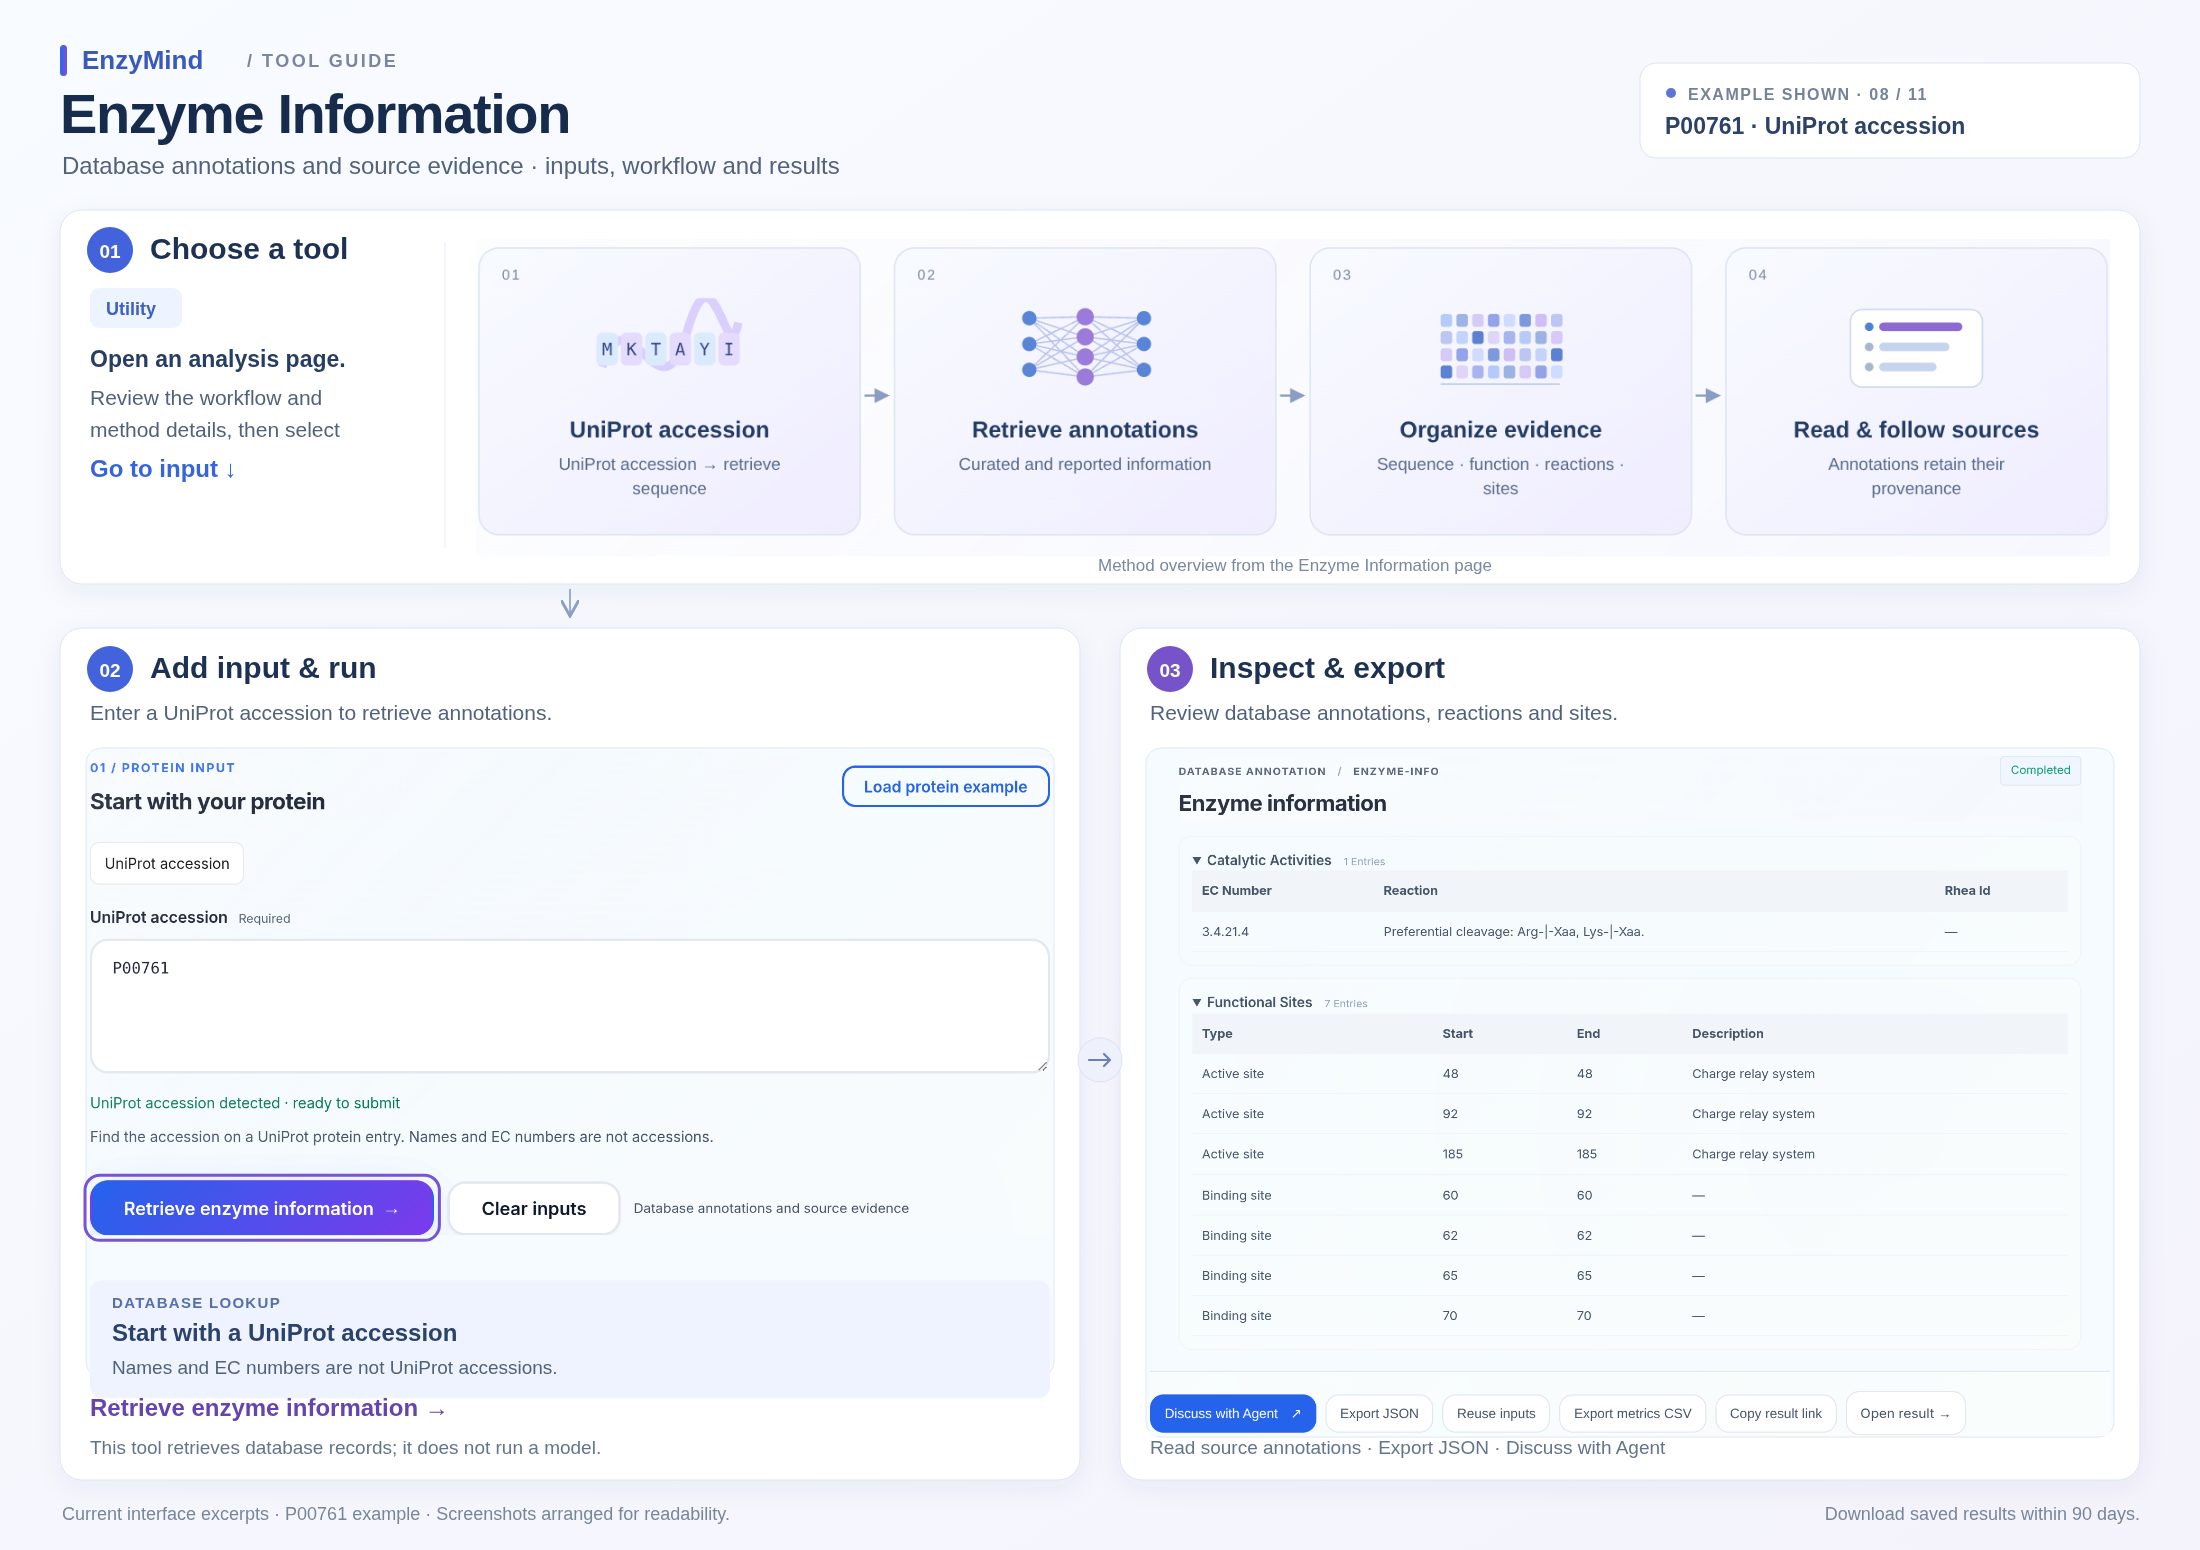 EnzyMind / TOOL GUIDE
Enzyme Information
Database annotations and source evidence · inputs, workflow and results
EXAMPLE SHOWN · 08 / 11
P00761 · UniProt accession
01 Choose a tool
Utility
Open an analysis page.
Review the workflow and
method details, then select
Go to input ↓
01
M K T A Y I
UniProt accession
UniProt accession → retrieve
sequence
02
Retrieve annotations
Curated and reported information
03
Organize evidence
Sequence · function · reactions ·
sites
04
Read & follow sources
Annotations retain their
provenance
Method overview from the Enzyme Information page
02 Add input & run
Enter a UniProt accession to retrieve annotations.
01 / PROTEIN INPUT
Start with your protein
Load protein example
UniProt accession
UniProt accession Required
P00761
UniProt accession detected · ready to submit
Find the accession on a UniProt protein entry. Names and EC numbers are not accessions.
Retrieve enzyme information →
Clear inputs
Database annotations and source evidence
DATABASE LOOKUP
Start with a UniProt accession
Names and EC numbers are not UniProt accessions.
Retrieve enzyme information →
This tool retrieves database records; it does not run a model.
03 Inspect & export
Review database annotations, reactions and sites.
DATABASE ANNOTATION / ENZYME-INFO
Completed
Enzyme information
▼ Catalytic Activities 1 Entries
EC Number Reaction Rhea Id
3.4.21.4 Preferential cleavage: Arg-|-Xaa, Lys-|-Xaa. —
▼ Functional Sites 7 Entries
Type Start End Description
Active site 48 48 Charge relay system
Active site 92 92 Charge relay system
Active site 185 185 Charge relay system
Binding site 60 60 —
Binding site 62 62 —
Binding site 65 65 —
Binding site 70 70 —
Discuss with Agent ↗ Export JSON Reuse inputs Export metrics CSV Copy result link Open result →
Read source annotations · Export JSON · Discuss with Agent
Current interface excerpts · P00761 example · Screenshots arranged for readability.
Download saved results within 90 days.